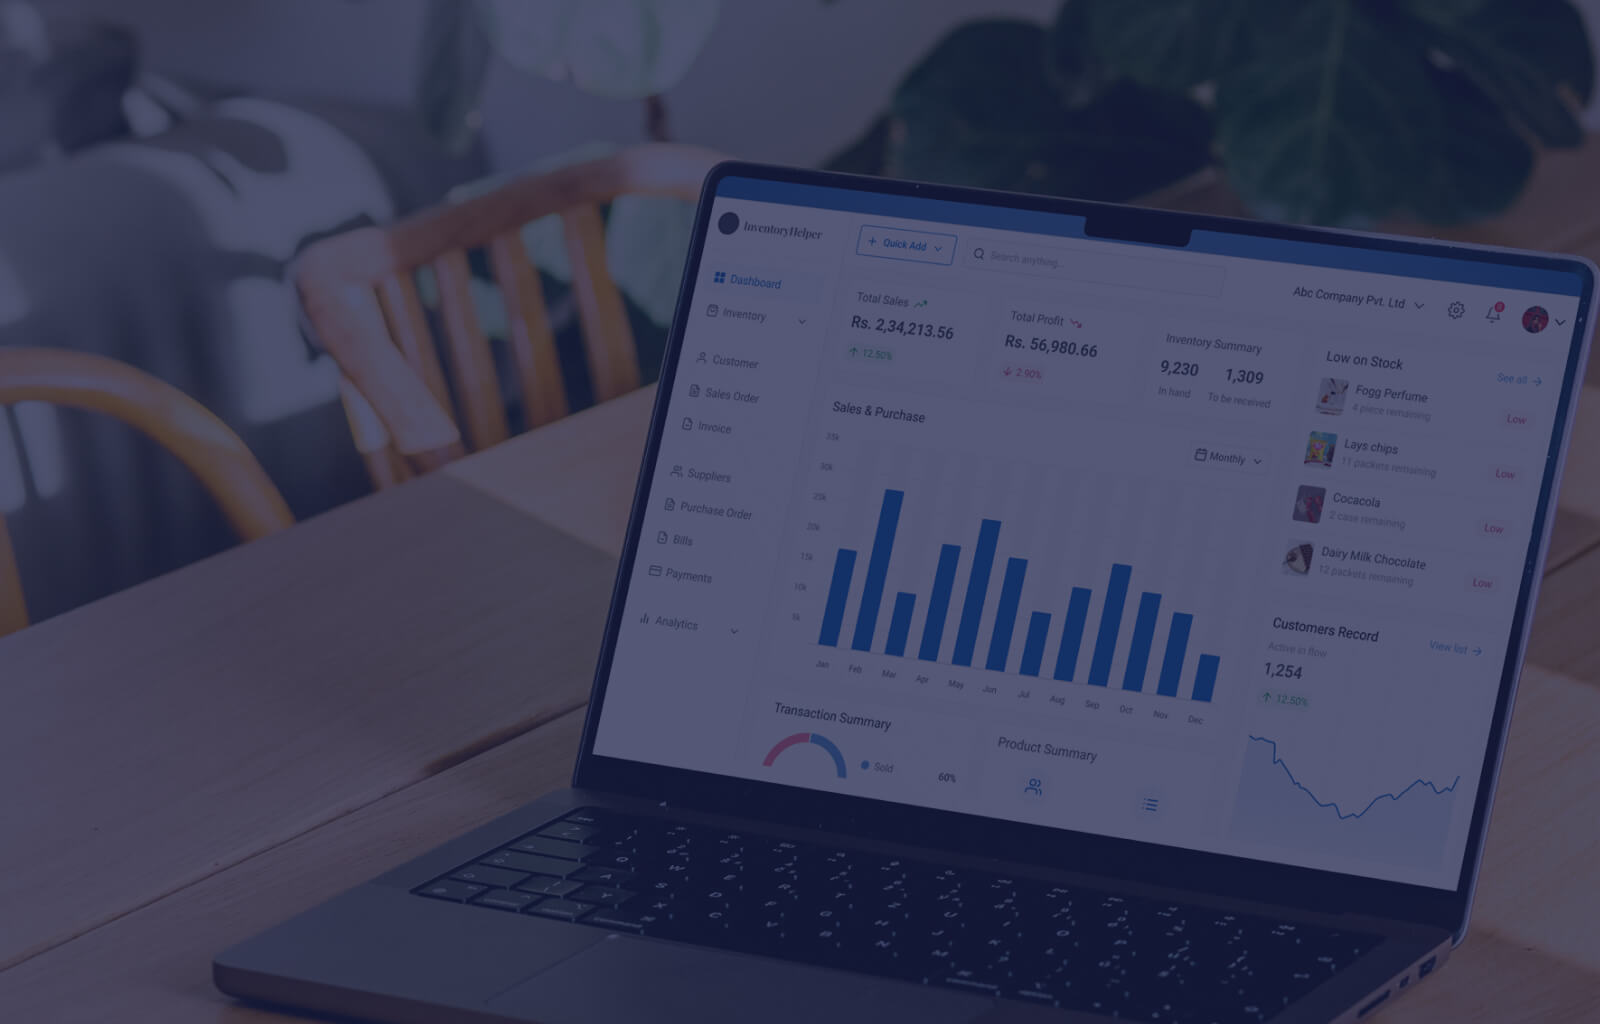 InventoryHelper
Quick Add
Search anything...
Abc Company Pvt. Ltd
Dashboard
Inventory
Customer
Sales Order
Invoice
Suppliers
Purchase Order
Bills
Payments
Analytics
Total Sales
Rs. 2,34,213.56
12.50%
Total Profit
Rs. 56,980.66
2.90%
Inventory Summary
9,230
1,309
In hand
To be received
Low on Stock
See all
Fogg Perfume
4 piece remaining
Low
Lays chips
11 packets remaining
Low
Cocacola
2 case remaining
Low
Dairy Milk Chocolate
12 packets remaining
Low
Sales & Purchase
Monthly
35k
30k
25k
20k
15k
10k
5k
Jan Feb Mar Apr May Jun Jul Aug Sep Oct Nov Dec
Customers Record
View list
Active in flow
1,254
12.50%
Transaction Summary
Sold
60%
Product Summary